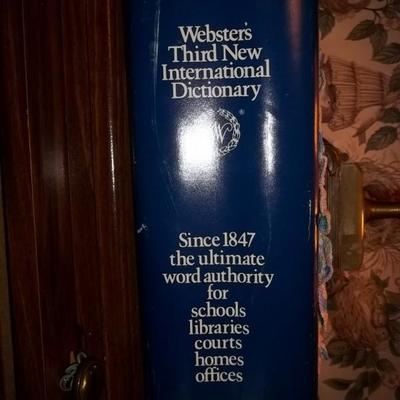 Webster's
Third New
International
Dictionary
W
®
Since 1847
the ultimate
word authority
for
schools
libraries
courts
homes
offices